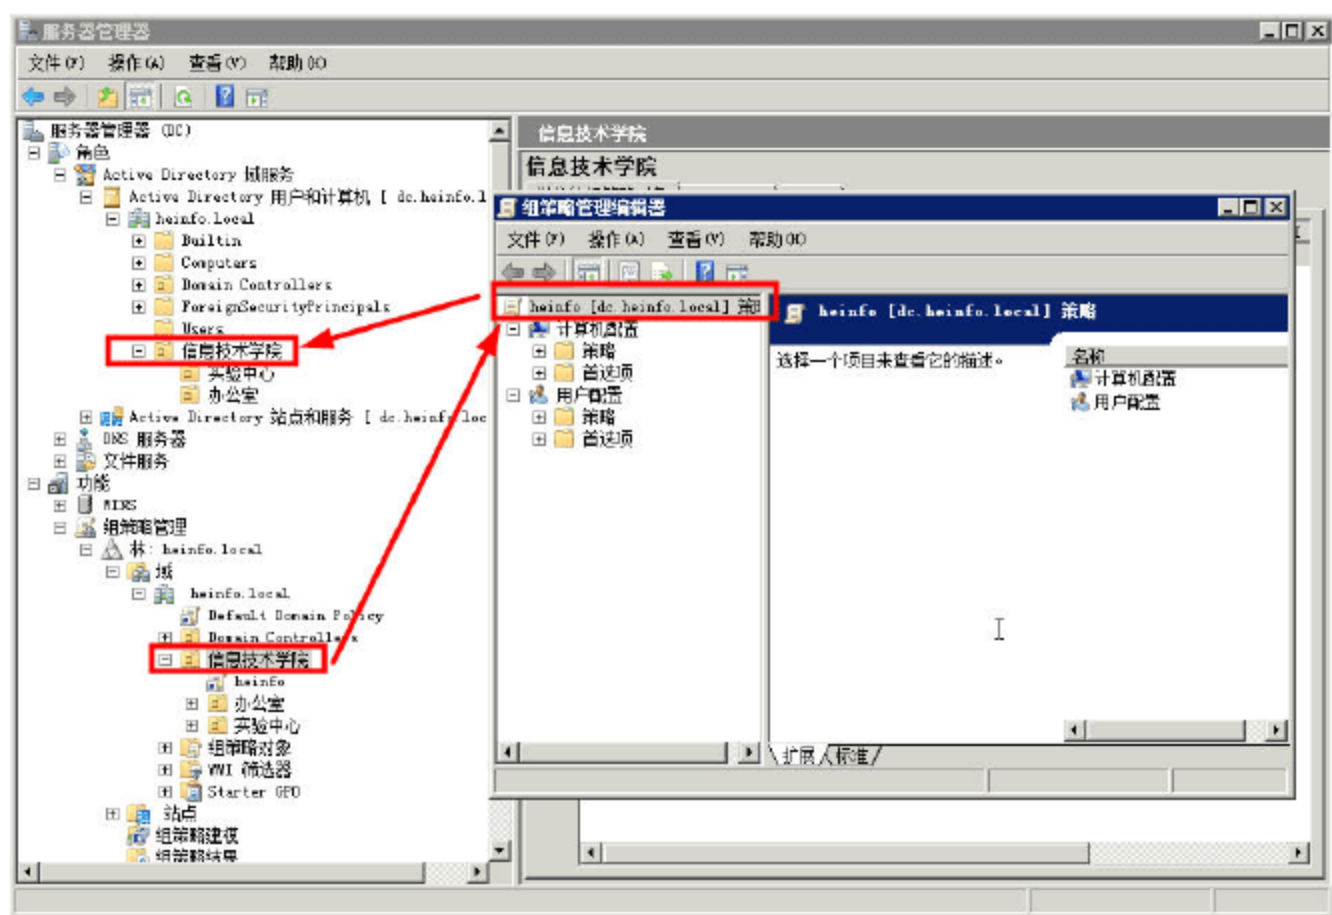 服务器管理器
文件(F) 操作(A) 查看(V) 帮助(H)
服务器管理器 (DC)
角色
Active Directory 域服务
Active Directory 用户和计算机 [ dc.heinfo.l
heinfo.local
Builtin
Computers
Domain Controllers
ForeignSecurityPrincipals
Users
信息技术学院
实验中心
办公室
Active Directory 站点和服务 [ dc.heinfo.loc
DNS 服务器
文件服务
功能
WINS
组策略管理
林: heinfo.local
域
heinfo.local
Default Domain Policy
Domain Controllers
信息技术学院
heinfo
办公室
实验中心
组策略对象
WMI 筛选器
Starter GPO
站点
组策略建模
组策略结果
信息技术学院
信息技术学院
组策略管理编辑器
文件(F) 操作(A) 查看(V) 帮助(H)
heinfo [dc.heinfo.local] 策略
计算机配置
策略
首选项
用户配置
策略
首选项
heinfo [dc.heinfo.local] 策略
选择一个项目来查看它的描述。
名称
计算机配置
用户配置
扩展 标准